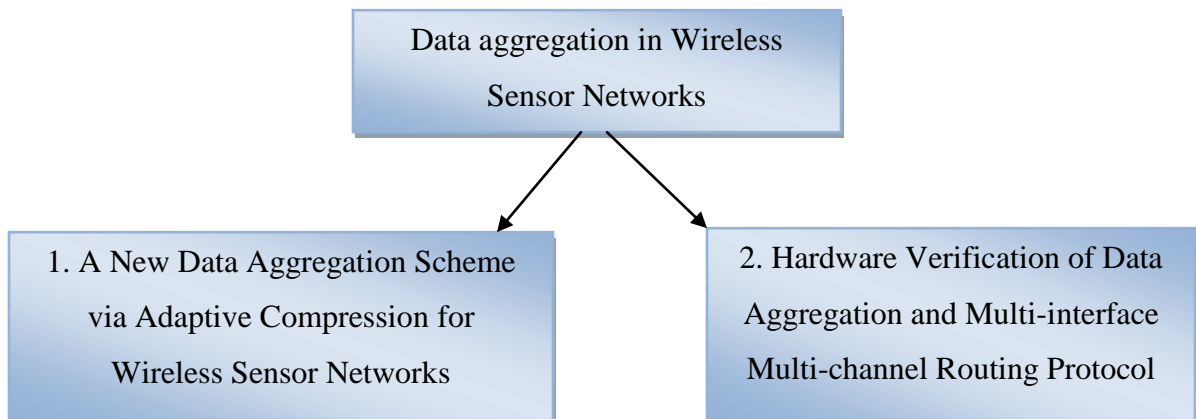 Data aggregation in Wireless
Sensor Networks
1. A New Data Aggregation Scheme
via Adaptive Compression for
Wireless Sensor Networks
2. Hardware Verification of Data
Aggregation and Multi-interface
Multi-channel Routing Protocol